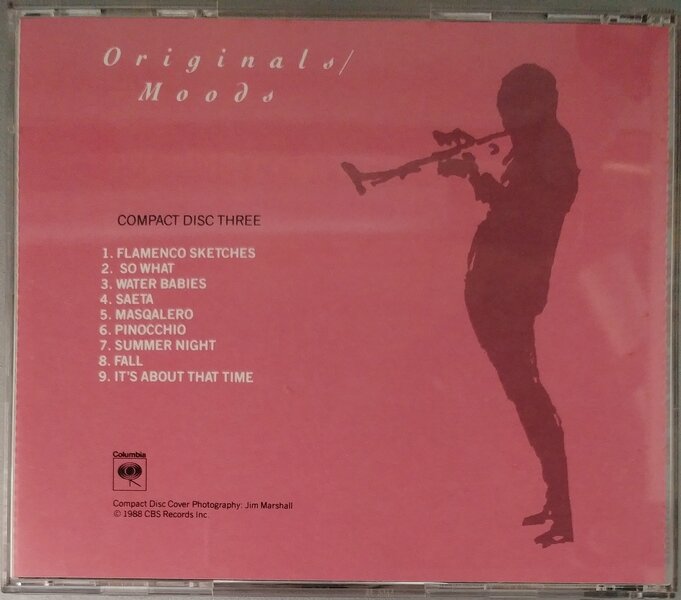 Originals/
Moods
COMPACT DISC THREE
1. FLAMENCO SKETCHES
2. SO WHAT
3. WATER BABIES
4. SAETA
5. MASQALERO
6. PINOCCHIO
7. SUMMER NIGHT
8. FALL
9. IT'S ABOUT THAT TIME
Columbia
Compact Disc Cover Photography: Jim Marshall
© 1988 CBS Records Inc.